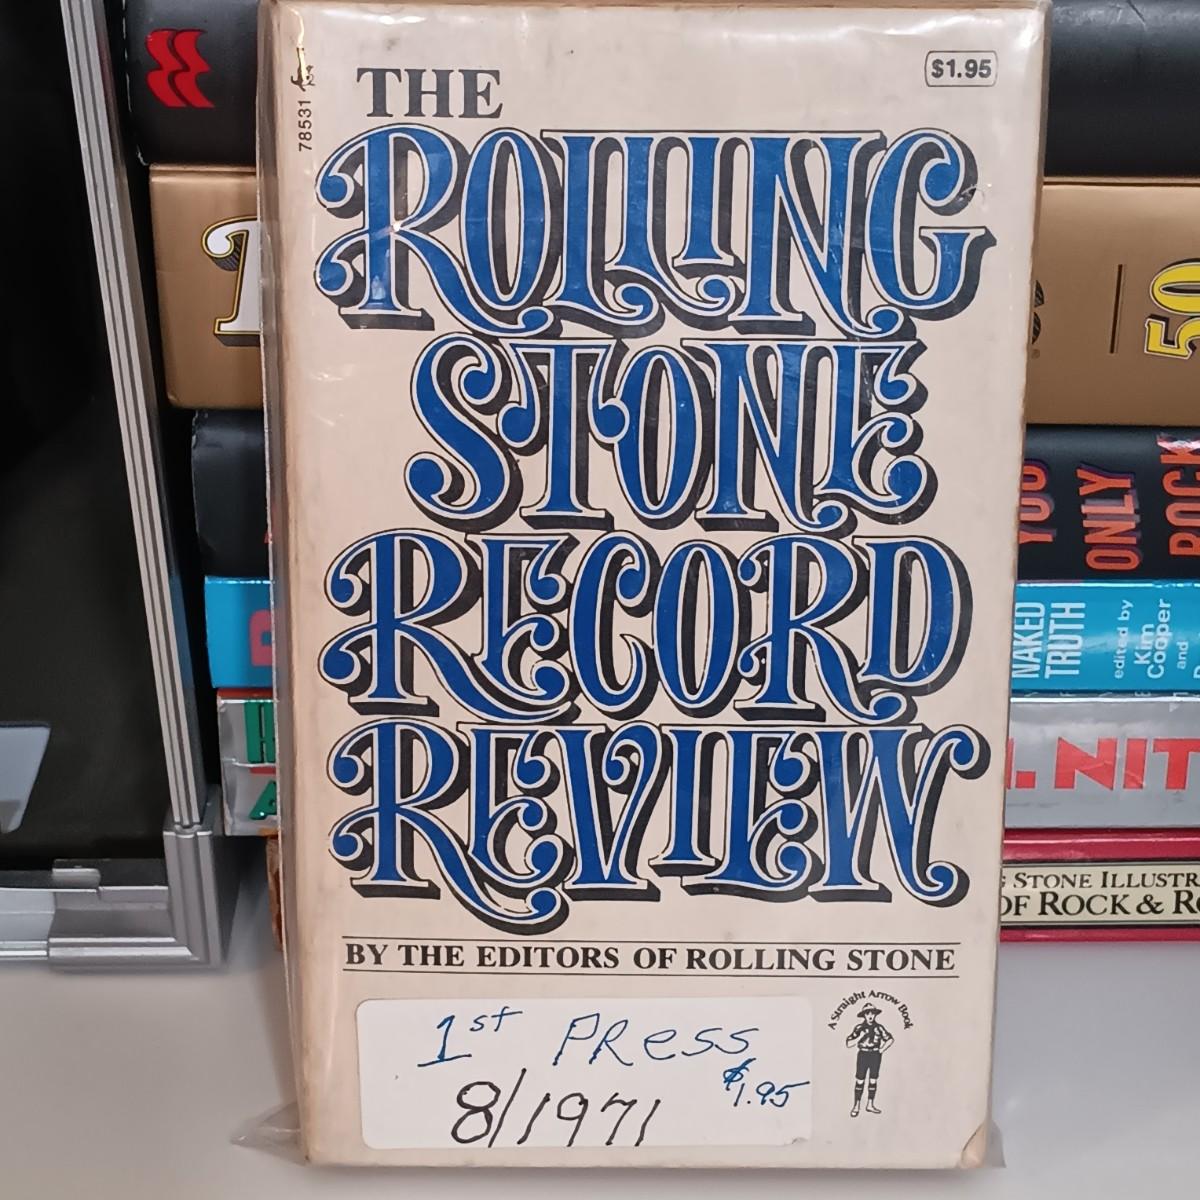 78531
THE
$1.95
ROLLING
STONE
RECORD
REVIEW
BY THE EDITORS OF ROLLING STONE
A Straight Arrow Book
1st PRess
$1.95
8/1971
50
YOU
ONLY
ROCK
NAKED
TRUTH
edited by
Kim
Cooper
and
. NIT
STONE ILLUSTR
OF ROCK & RO